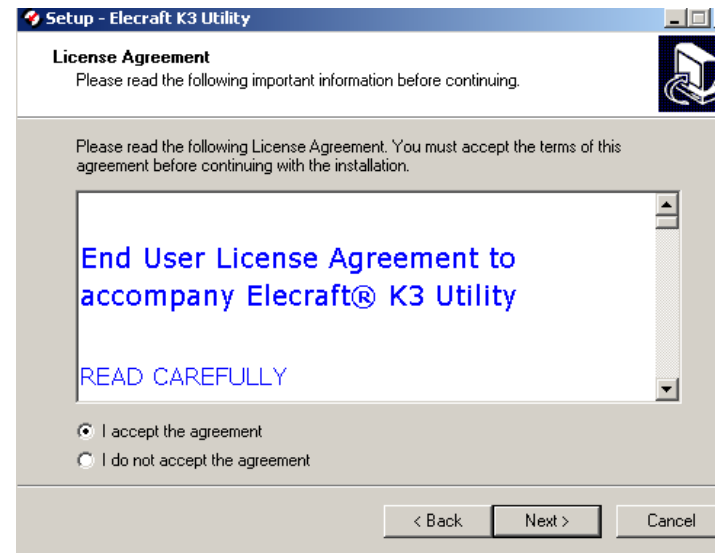 Setup - Elecraft K3 Utility
License Agreement
Please read the following important information before continuing.
Please read the following License Agreement. You must accept the terms of this
agreement before continuing with the installation.
End User License Agreement to
accompany Elecraft® K3 Utility
READ CAREFULLY
I accept the agreement
I do not accept the agreement
< Back
Next >
Cancel